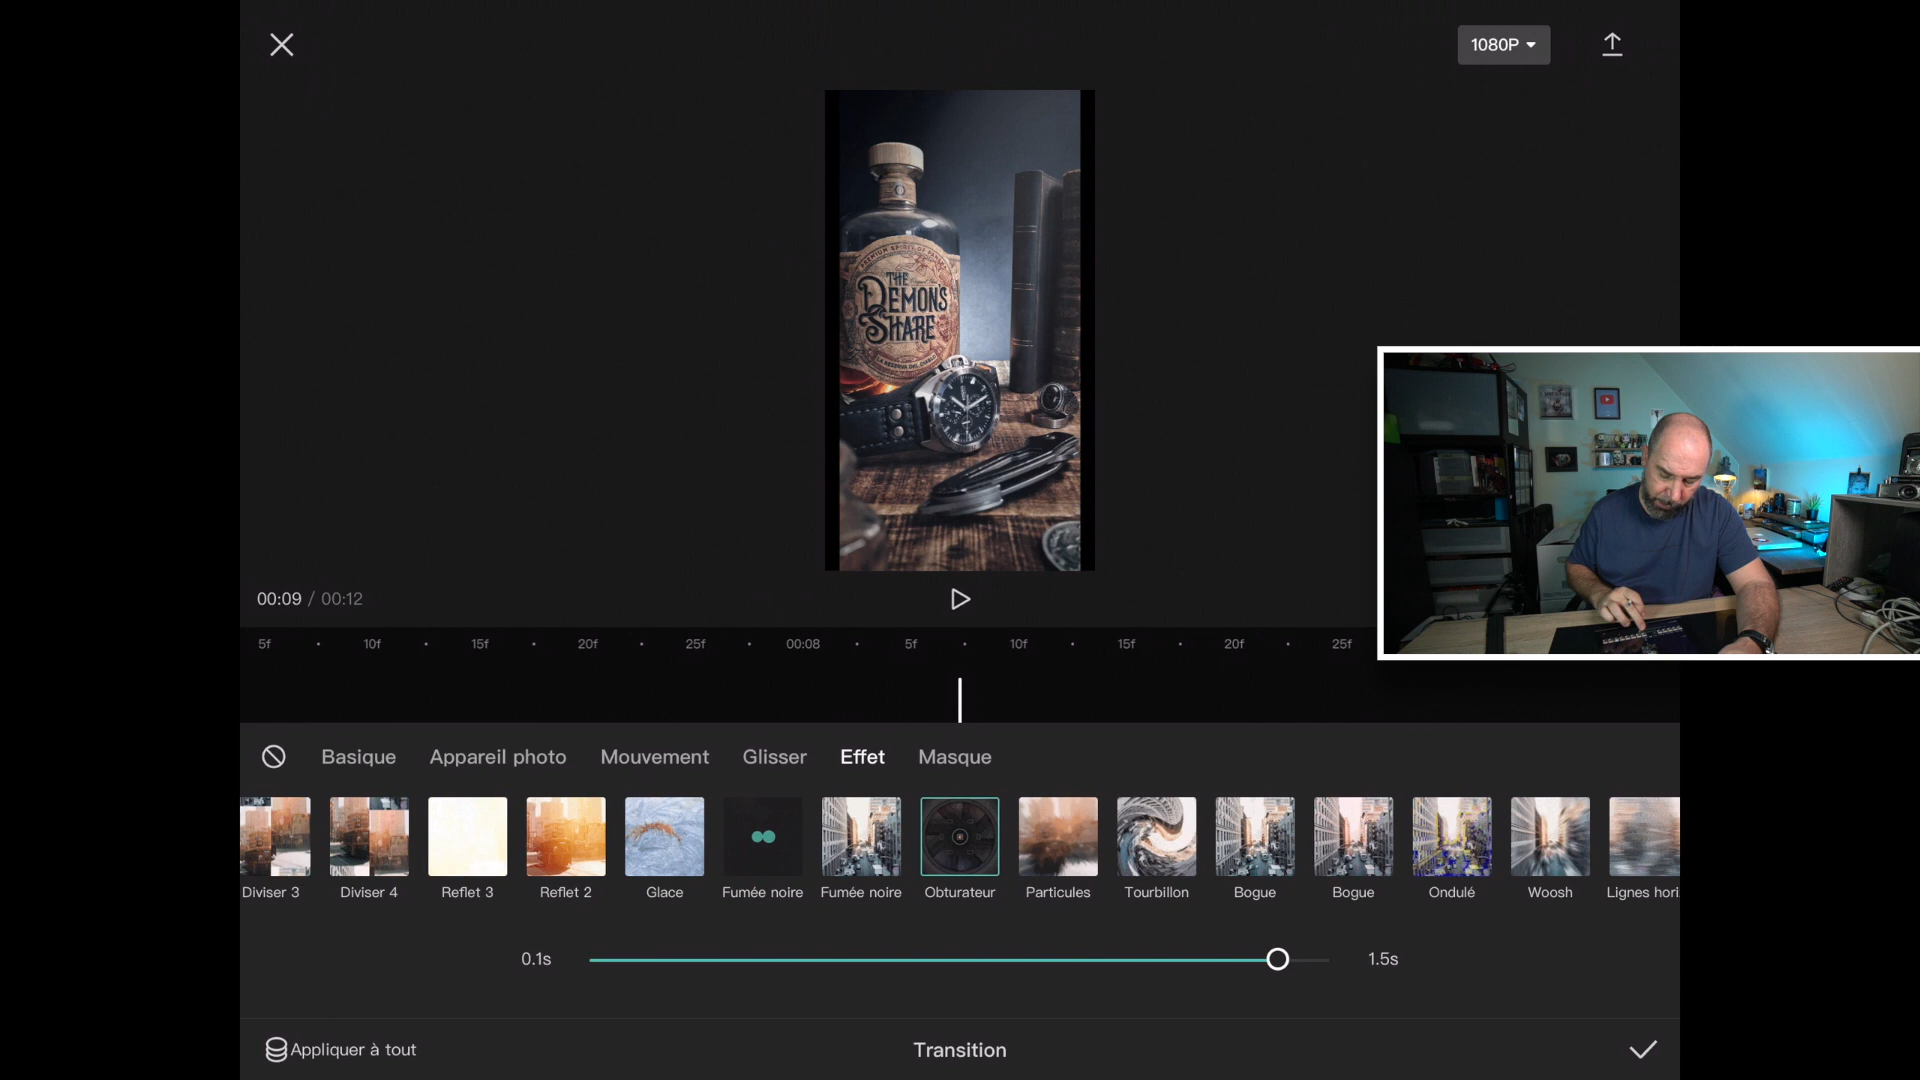 1080P
THE
DEMON'S
SHARE
00:09 / 00:12
5f 10f 15f 20f 25f 00:08 5f 10f 15f 20f 25f
Basique Appareil photo Mouvement Glisser Effet Masque
Diviser 3 Diviser 4 Reflet 3 Reflet 2 Glace Fumée noire Fumée noire Obturateur Particules Tourbillon Bogue Bogue Ondulé Woosh Lignes hori
0.1s 1.5s
Appliquer à tout Transition